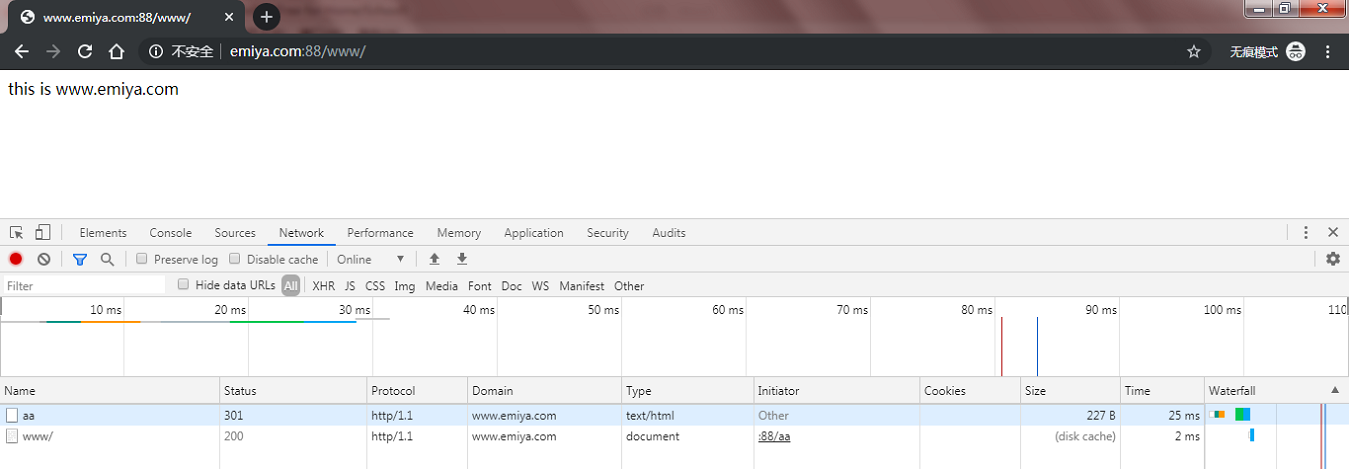 www.emiya.com:88/www/
不安全 emiya.com:88/www/ 无痕模式
this is www.emiya.com
Elements Console Sources Network Performance Memory Application Security Audits
Preserve log Disable cache Online
Filter Hide data URLs All XHR JS CSS Img Media Font Doc WS Manifest Other
10 ms 20 ms 30 ms 40 ms 50 ms 60 ms 70 ms 80 ms 90 ms 100 ms 110
Name Status Protocol Domain Type Initiator Cookies Size Time Waterfall
aa 301 http/1.1 www.emiya.com text/html Other 227 B 25 ms
www/ 200 http/1.1 www.emiya.com document :88/aa (disk cache) 2 ms